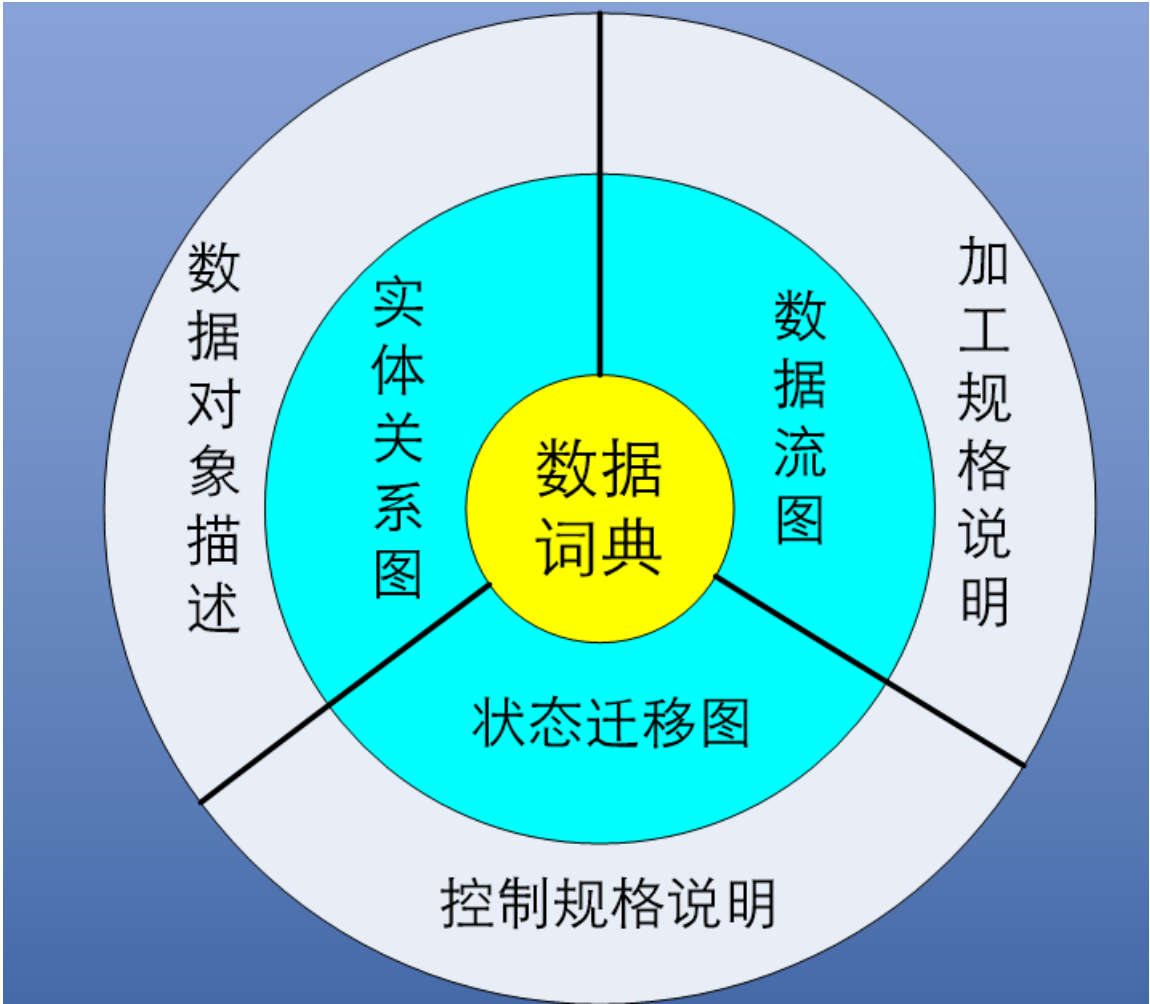 数据对象描述
实体关系图
数据
词典
数据流图
加工规格说明
状态迁移图
控制规格说明